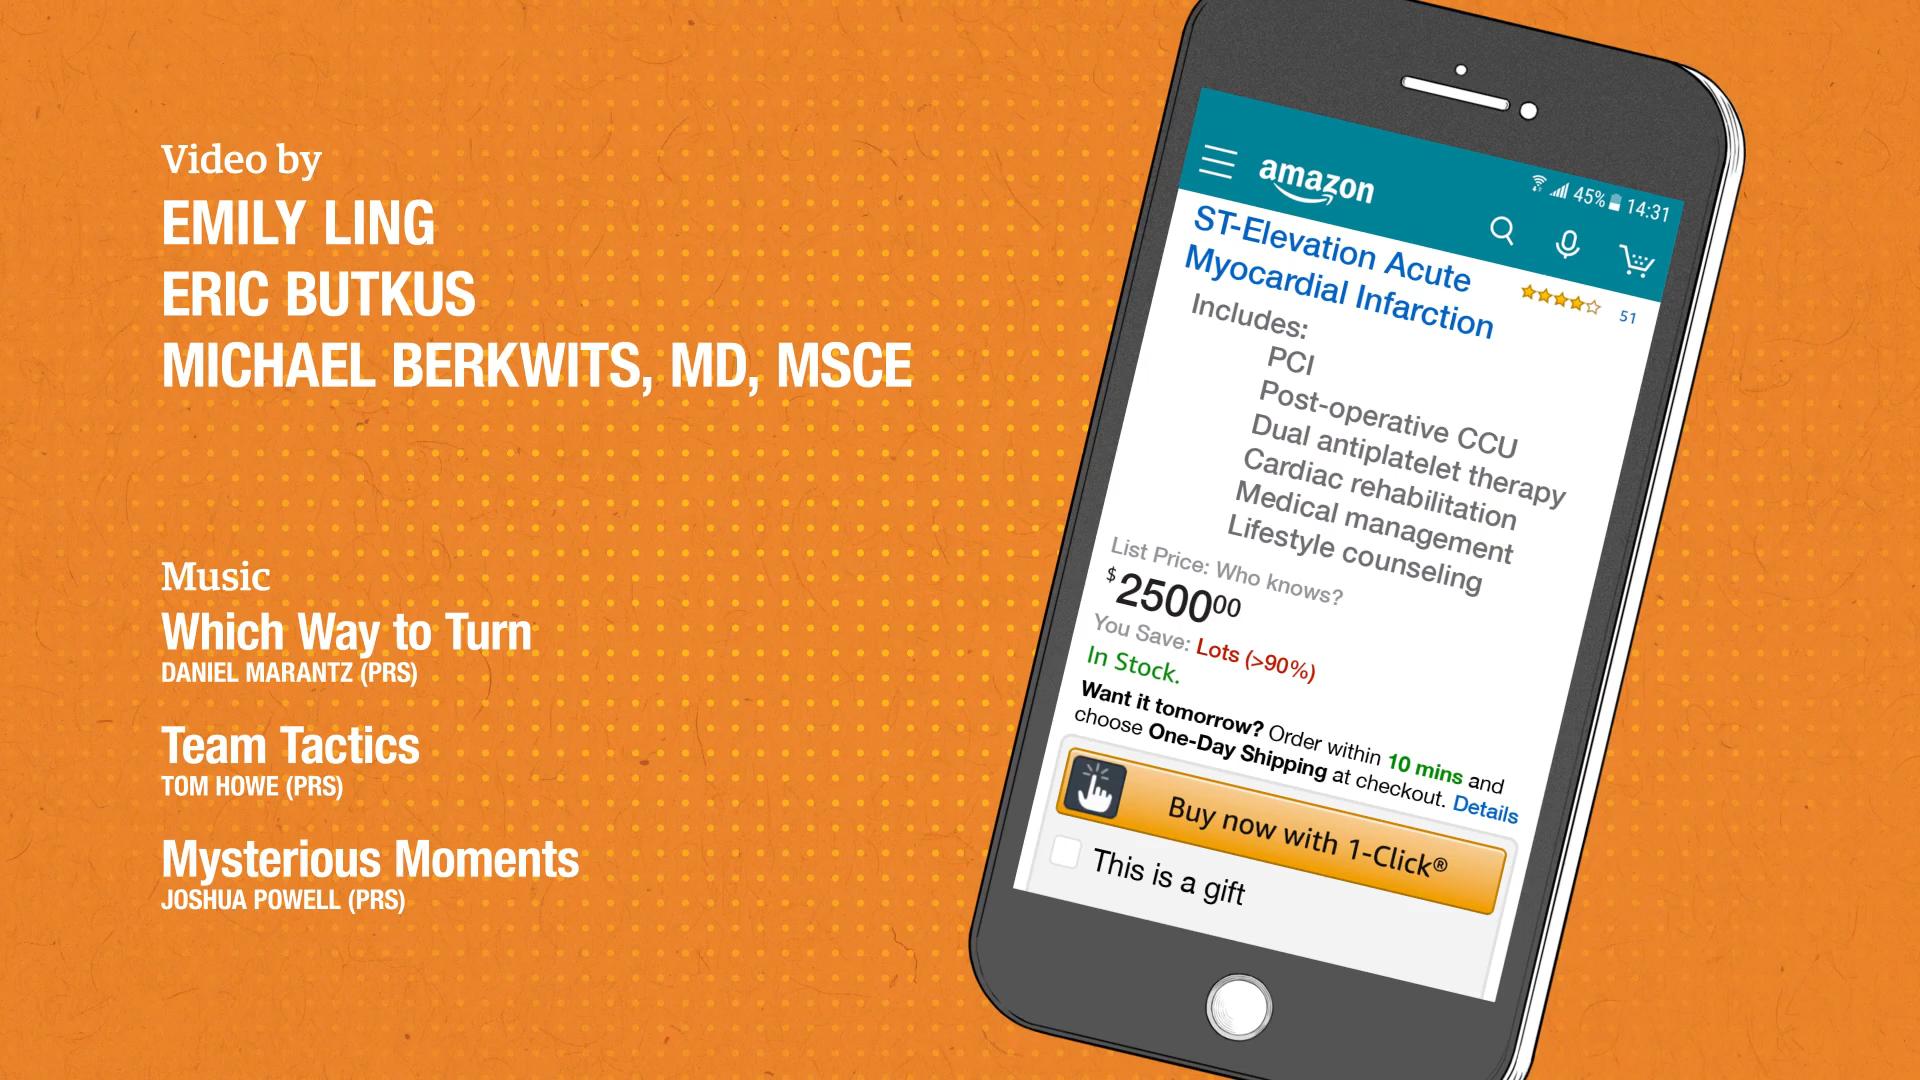 Video by
EMILY LING
ERIC BUTKUS
MICHAEL BERKWITS, MD, MSCE
Music
Which Way to Turn
DANIEL MARANTZ (PRS)
Team Tactics
TOM HOWE (PRS)
Mysterious Moments
JOSHUA POWELL (PRS)
45% 14:31
amazon
ST-Elevation Acute
Myocardial Infarction
51
Includes:
PCI
Post-operative CCU
Dual antiplatelet therapy
Cardiac rehabilitation
Medical management
Lifestyle counseling
List Price: Who knows?
$250000
You Save: Lots (>90%)
In Stock.
Want it tomorrow? Order within 10 mins and
choose One-Day Shipping at checkout. Details
Buy now with 1-Click®
This is a gift